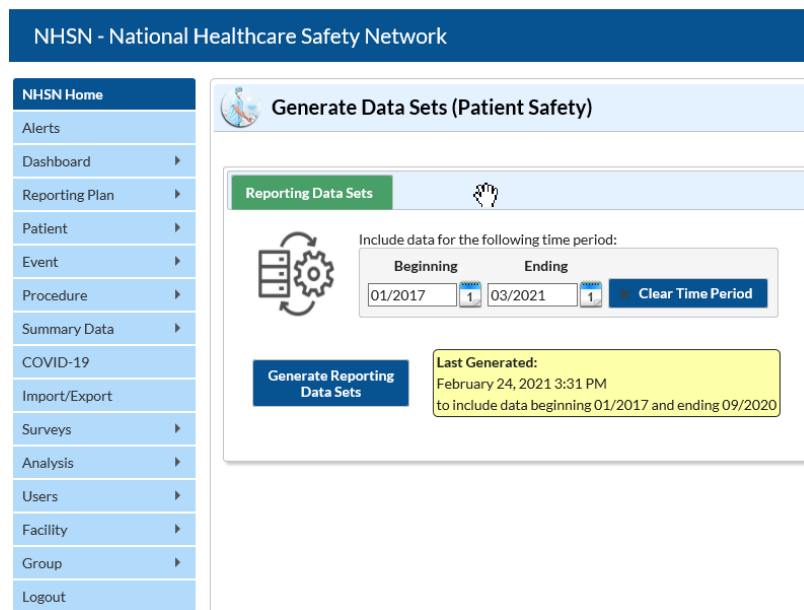 NHSN - National Healthcare Safety Network
NHSN Home
Alerts
Dashboard
Reporting Plan
Patient
Event
Procedure
Summary Data
COVID-19
Import/Export
Surveys
Analysis
Users
Facility
Group
Logout
Generate Data Sets (Patient Safety)
Reporting Data Sets
Include data for the following time period:
Beginning Ending
01/2017 1 03/2021 1 Clear Time Period
Generate Reporting
Data Sets
Last Generated:
February 24, 2021 3:31 PM
to include data beginning 01/2017 and ending 09/2020